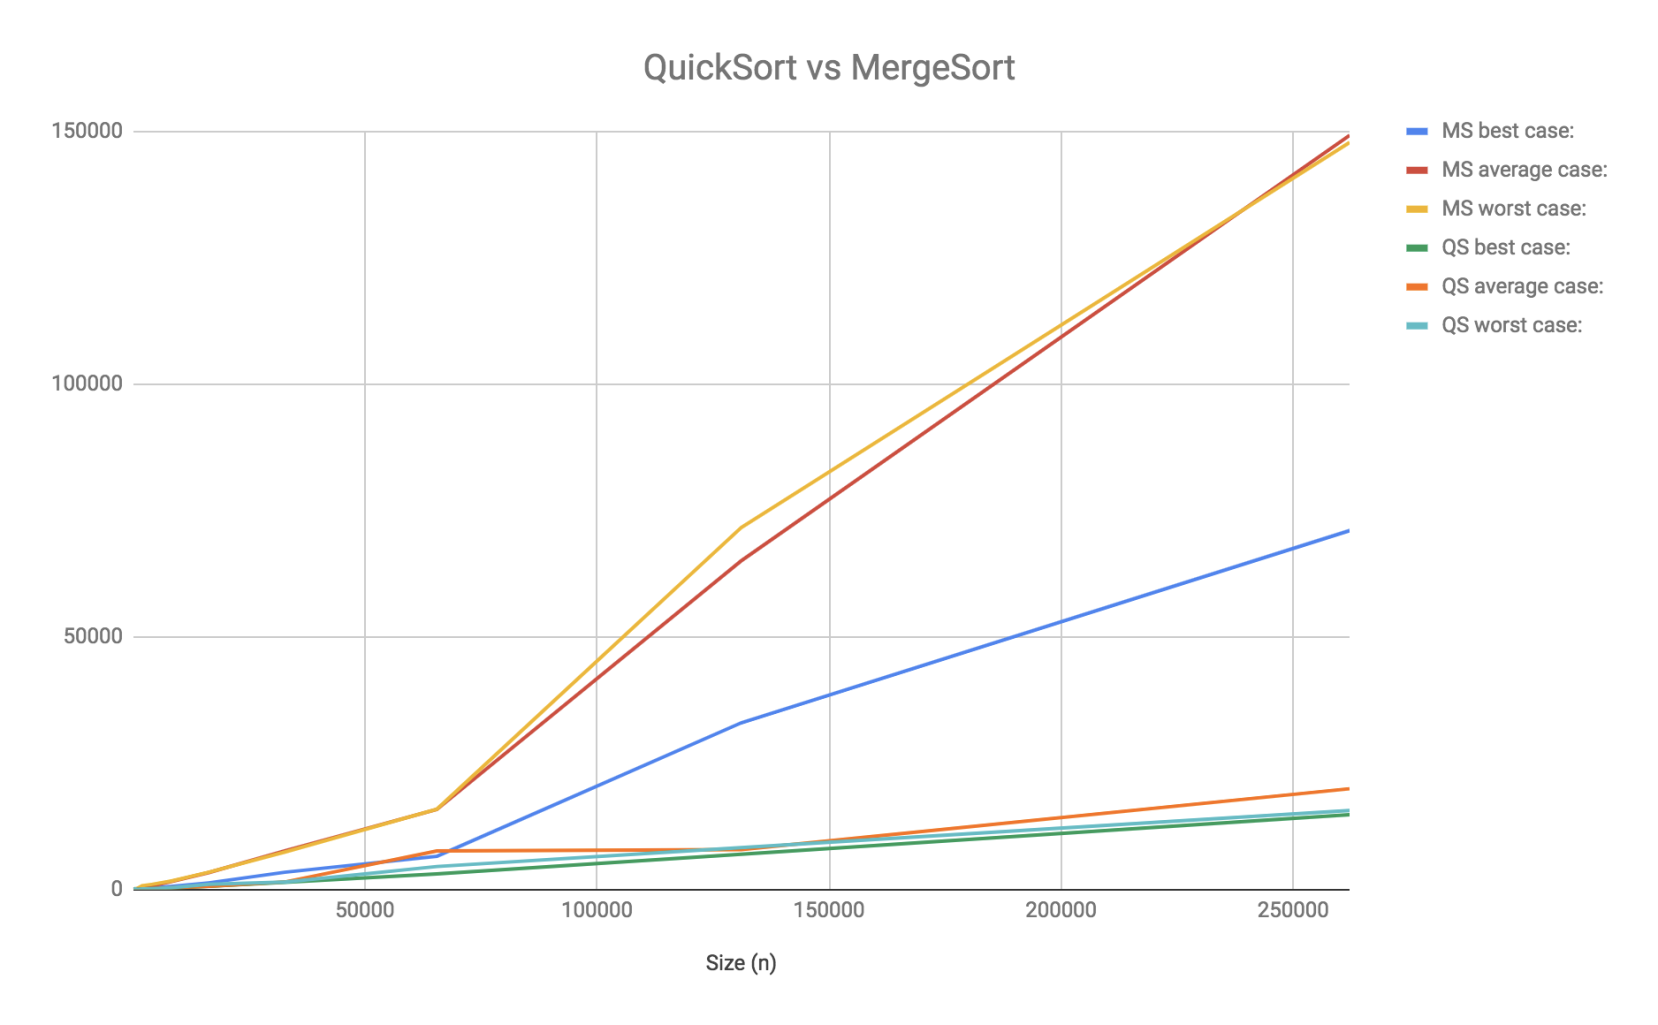 QuickSort vs MergeSort
150000
100000
50000
0
50000 100000 150000 200000 250000
Size (n)
MS best case:
MS average case:
MS worst case:
QS best case:
QS average case:
QS worst case: